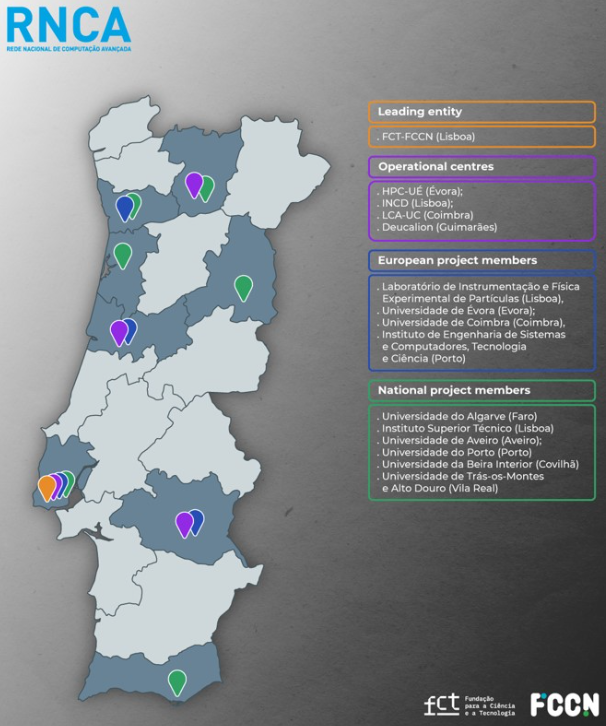 RNCA
REDE NACIONAL DE COMPUTAÇÃO AVANÇADA
Leading entity
. FCT-FCCN (Lisboa)
Operational centres
. HPC-UÉ (Évora);
. INCD (Lisboa);
. LCA-UC (Coimbra)
. Deucalion (Guimarães)
European project members
. Laboratório de Instrumentação e Física
Experimental de Partículas (Lisboa),
. Universidade de Évora (Evora);
. Universidade de Coimbra (Coimbra),
. Instituto de Engenharia de Sistemas
e Computadores, Tecnologia
e Ciência (Porto)
National project members
. Universidade do Algarve (Faro)
. Instituto Superior Técnico (Lisboa)
. Universidade de Aveiro (Aveiro);
. Universidade do Porto (Porto)
. Universidade da Beira Interior (Covilhã)
. Universidade de Trás-os-Montes
e Alto Douro (Vila Real)
fct
Fundação
para a Ciência
e a Tecnologia
FCCN